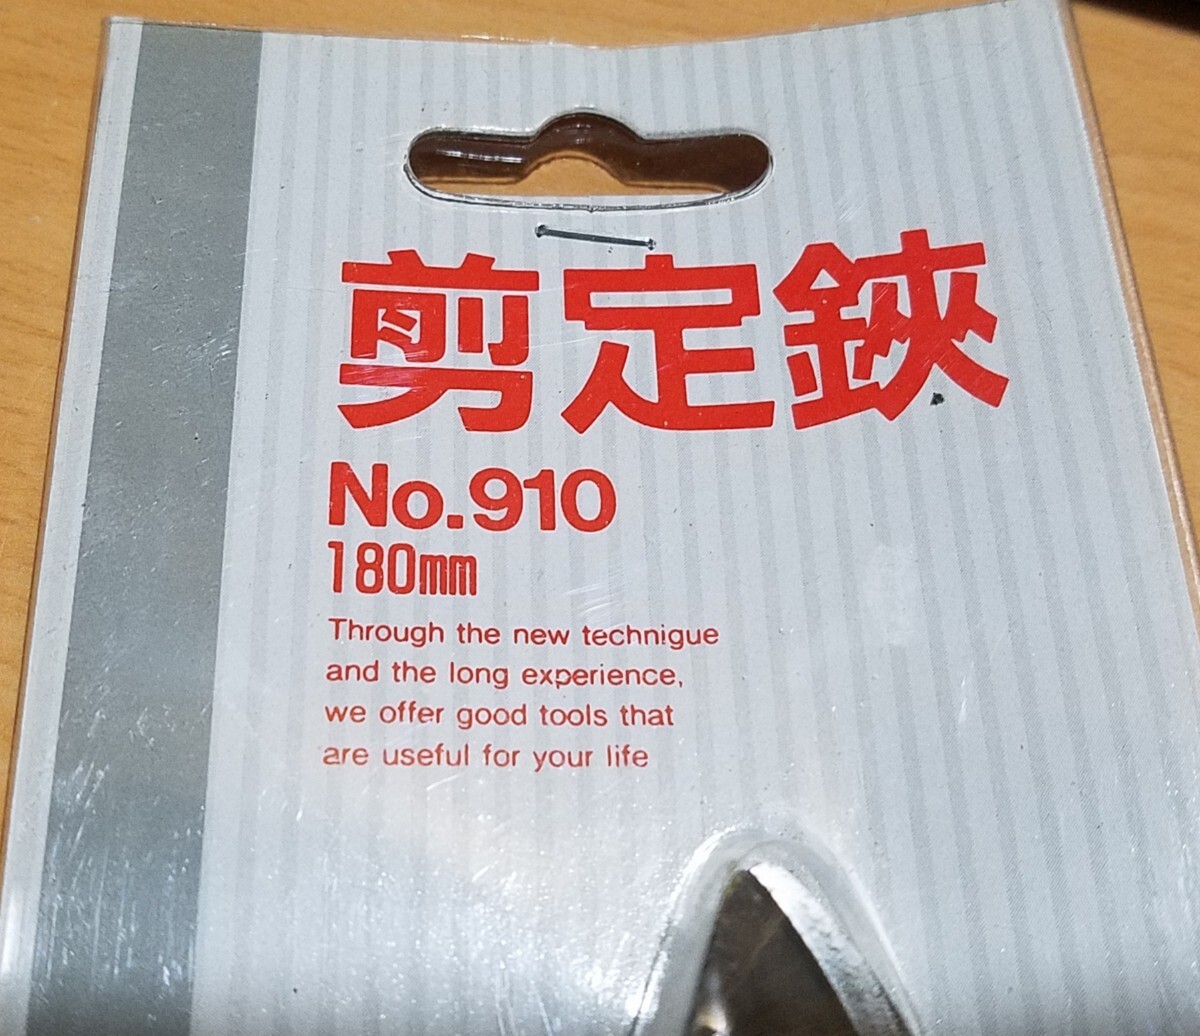 剪定鋏
No.910
180mm
Through the new technigue
and the long experience,
we offer good tools that
are useful for your life